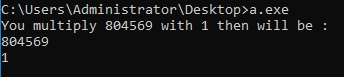 C:\Users\Administrator\Desktop>a.exe
You multiply 804569 with 1 then will be :
804569
1